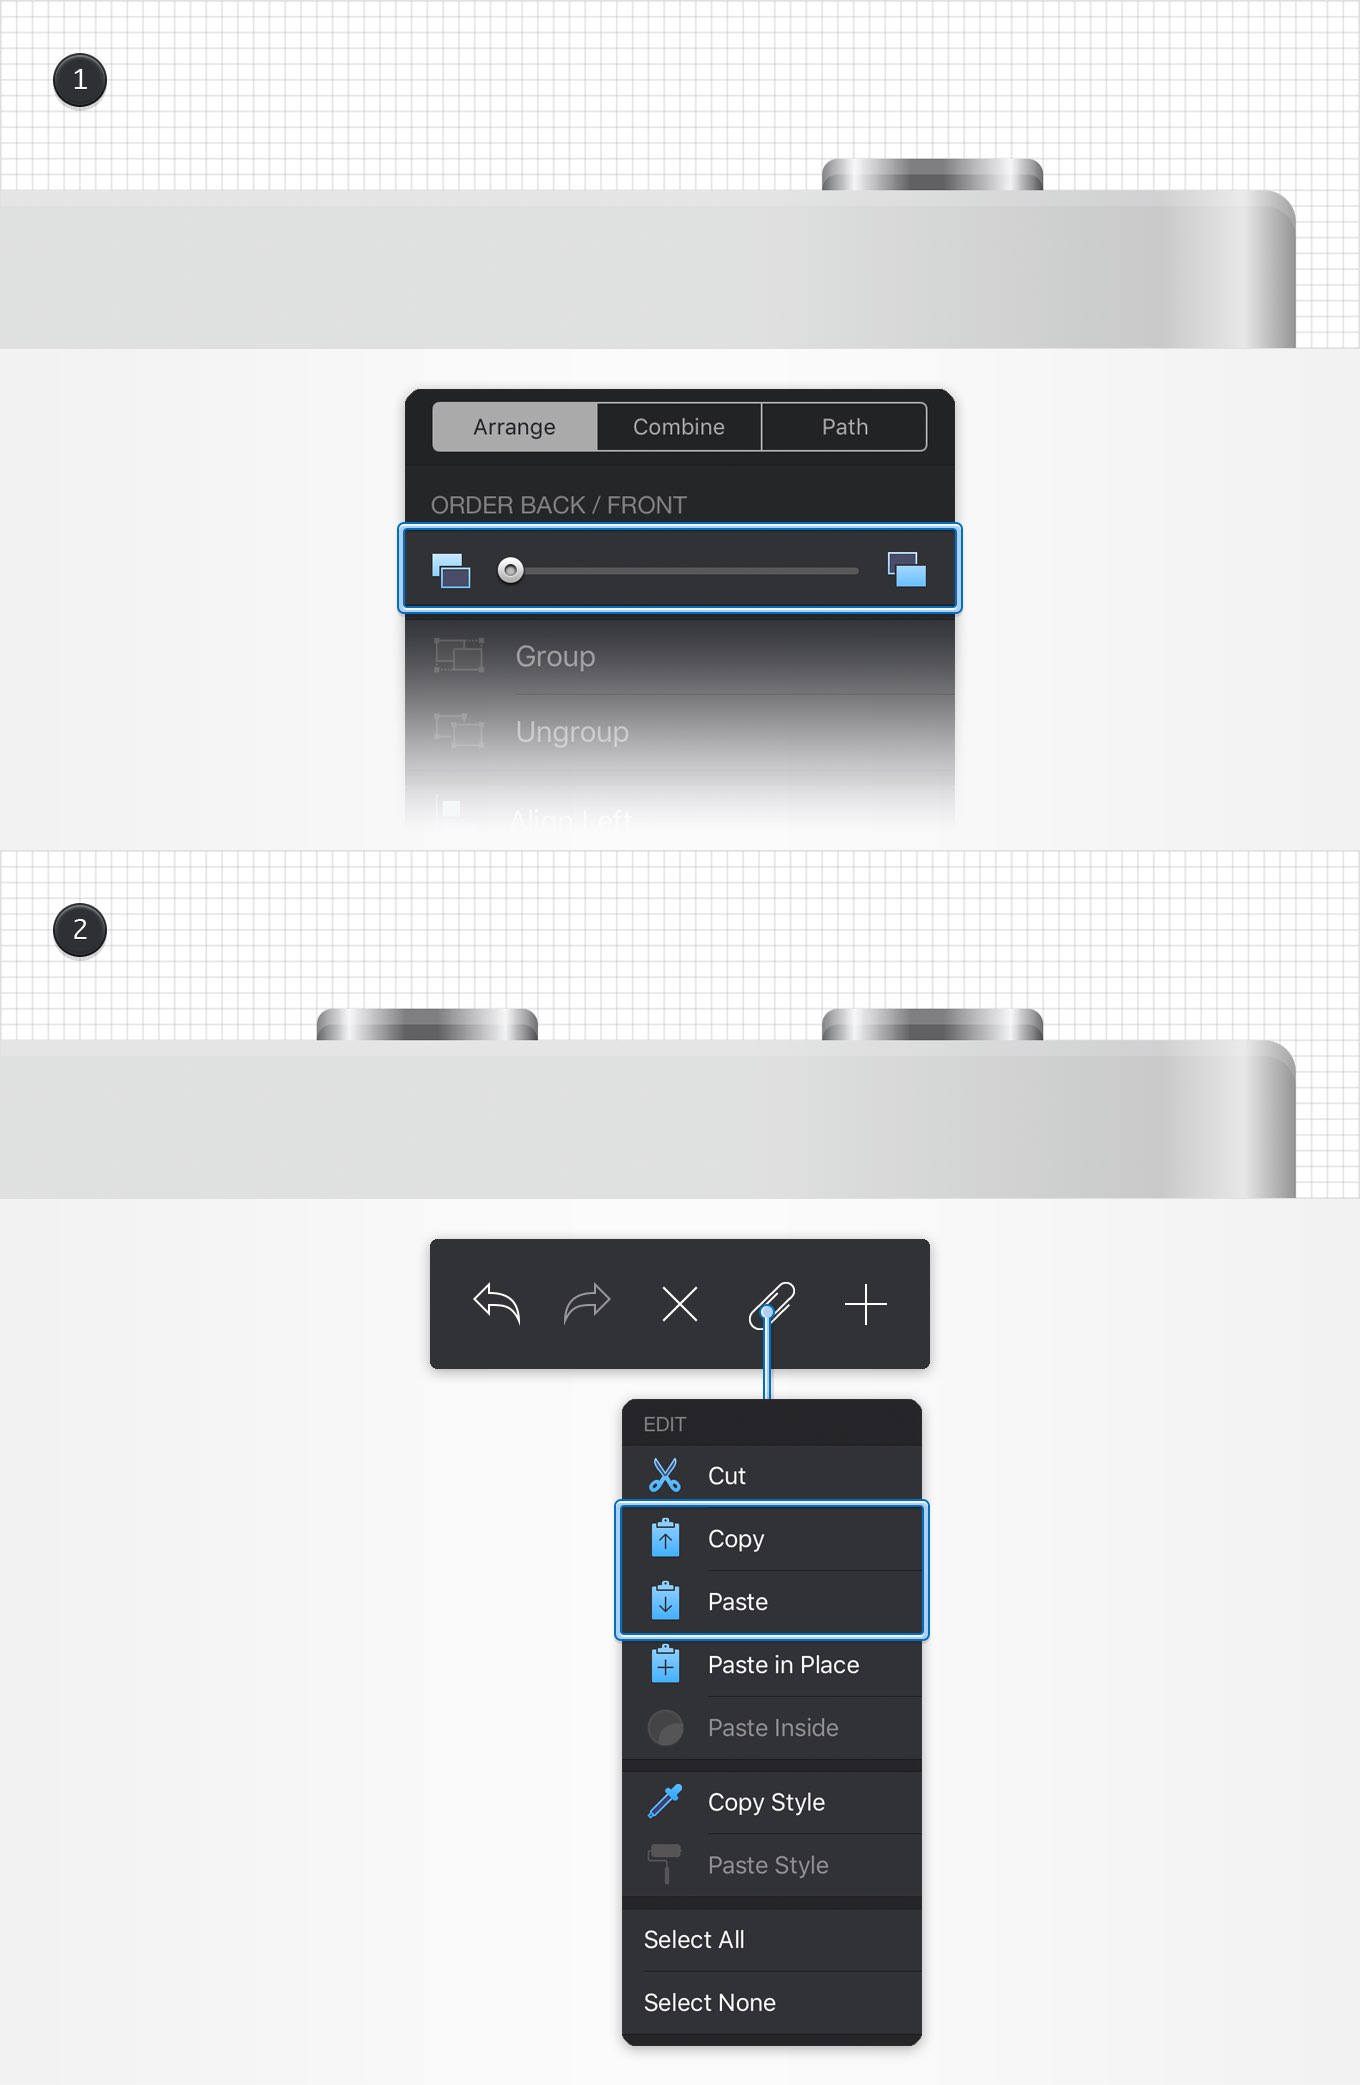 1
Arrange Combine Path
ORDER BACK / FRONT
Group
Ungroup
Align Left
2
EDIT
Cut
Copy
Paste
Paste in Place
Paste Inside
Copy Style
Paste Style
Select All
Select None